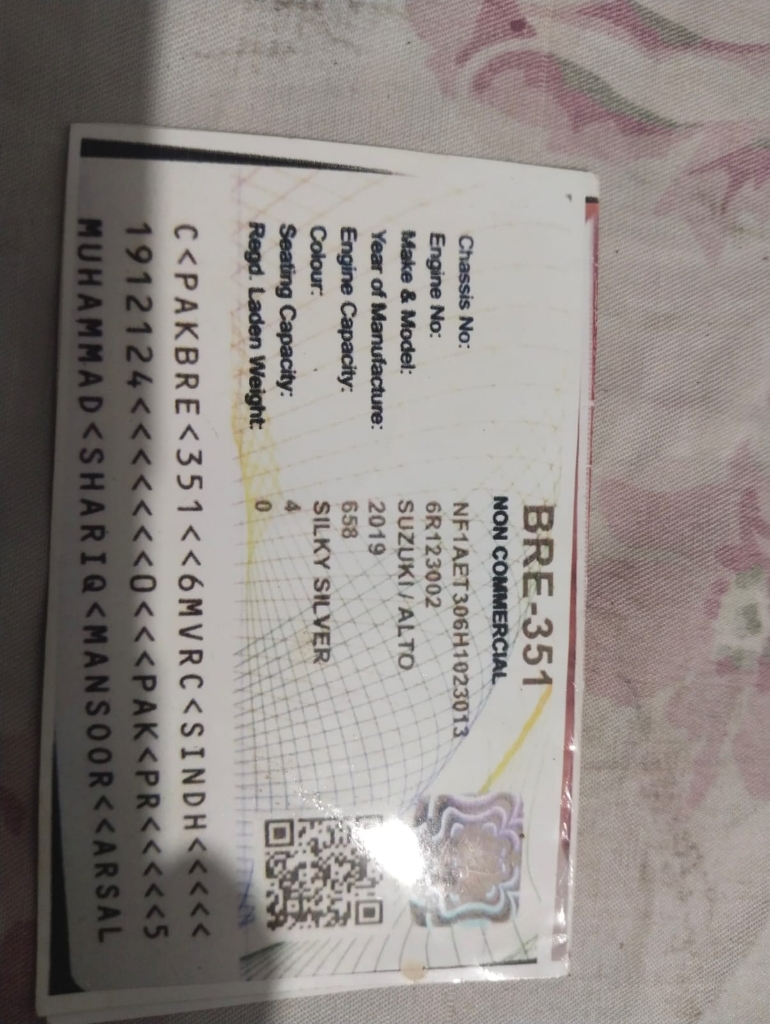 BRE-351
NON COMMERCIAL
Chassis No: NF1AET306H1023013
Engine No: 6R123002
Make & Model: SUZUKI / ALTO
Year of Manufacture: 2019
Engine Capacity: 658
Colour: SILKY SILVER
Seating Capacity: 4
Regd. Laden Weight: 0
C<PAKBRE<351<<6MVRC<SINDH<<<<<
1912124<<<<<<<<0<<<PAK<PR<<<<<5
MUHAMMAD<SHARIQ<MANSOOR<<ARSAL